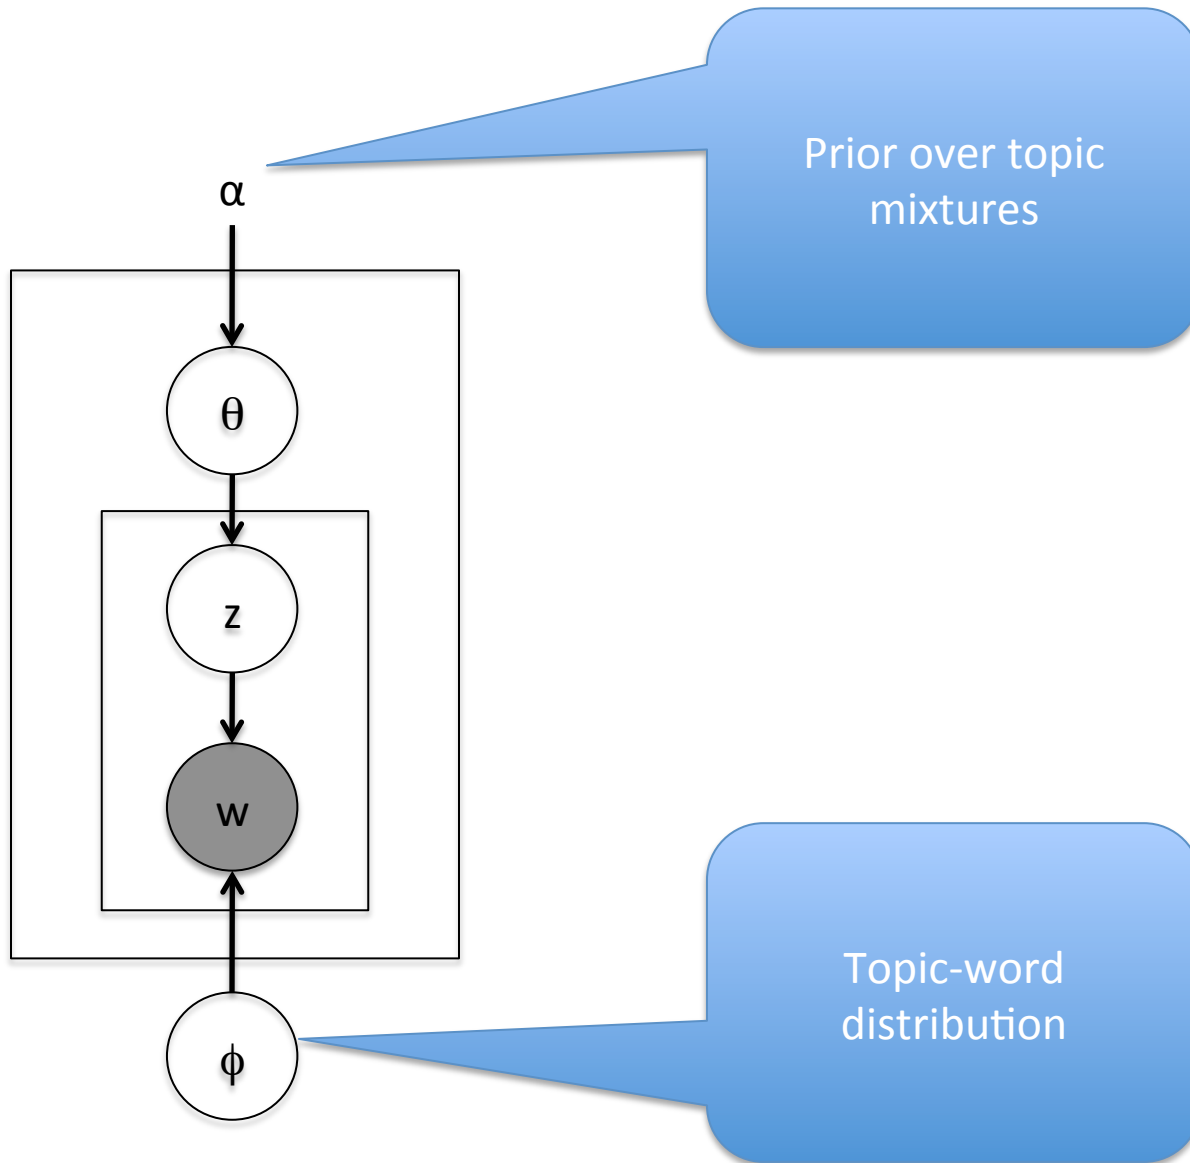 Prior over topic
mixtures
α
θ
z
w
Topic-word
distribution
ϕ